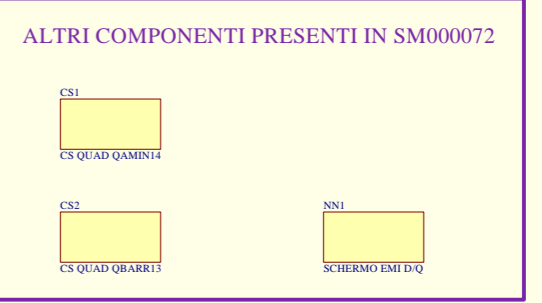 ALTRI COMPONENTI PRESENTI IN SM000072
CS1
CS QUAD QAMIN14
CS2
CS QUAD QBARR13
NN1
SCHERMO EMI D/Q